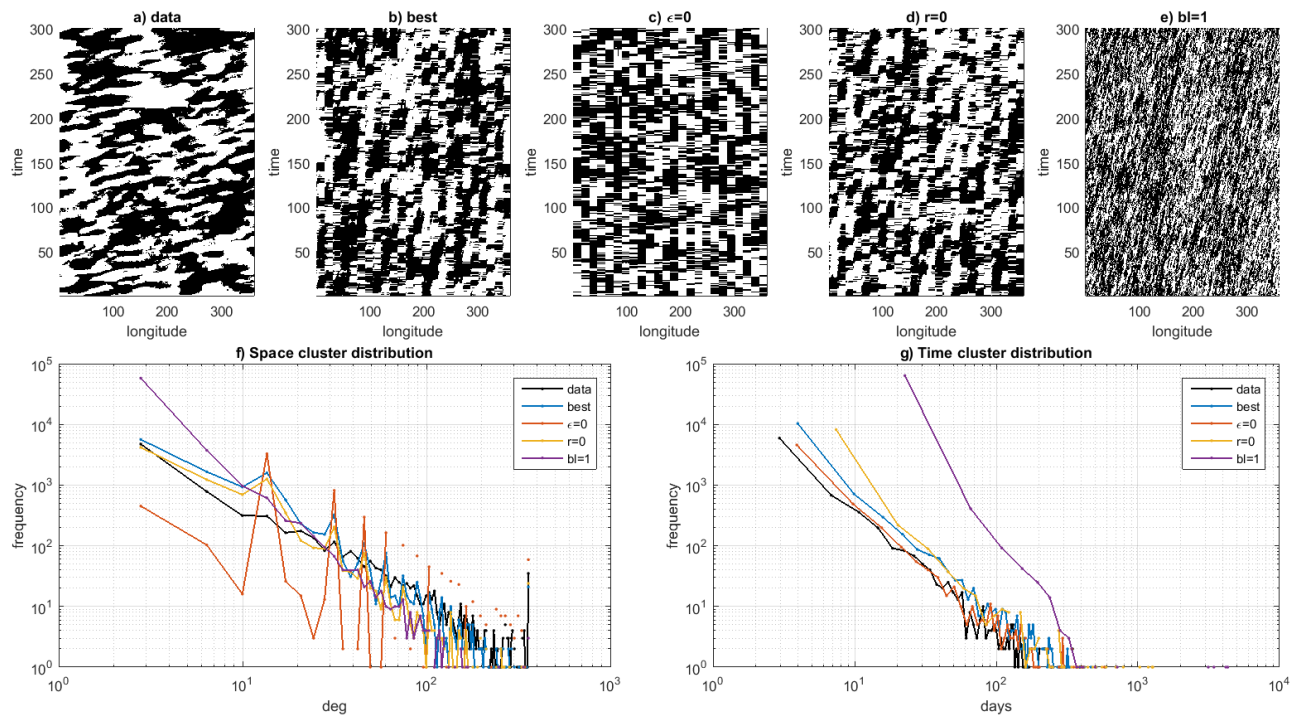 a) data
b) best
c) ϵ=0
d) r=0
e) bl=1
300
250
200
150
100
50
time
100 200 300
longitude
300
250
200
150
100
50
time
100 200 300
longitude
300
250
200
150
100
50
time
100 200 300
longitude
300
250
200
150
100
50
time
100 200 300
longitude
300
250
200
150
100
50
time
100 200 300
longitude
f) Space cluster distribution
10^5
10^4
10^3
10^2
10^1
10^0
frequency
data
best
ϵ=0
r=0
bl=1
10^0 10^1 10^2 10^3
deg
g) Time cluster distribution
10^5
10^4
10^3
10^2
10^1
10^0
frequency
data
best
ϵ=0
r=0
bl=1
10^0 10^1 10^2 10^3 10^4
days